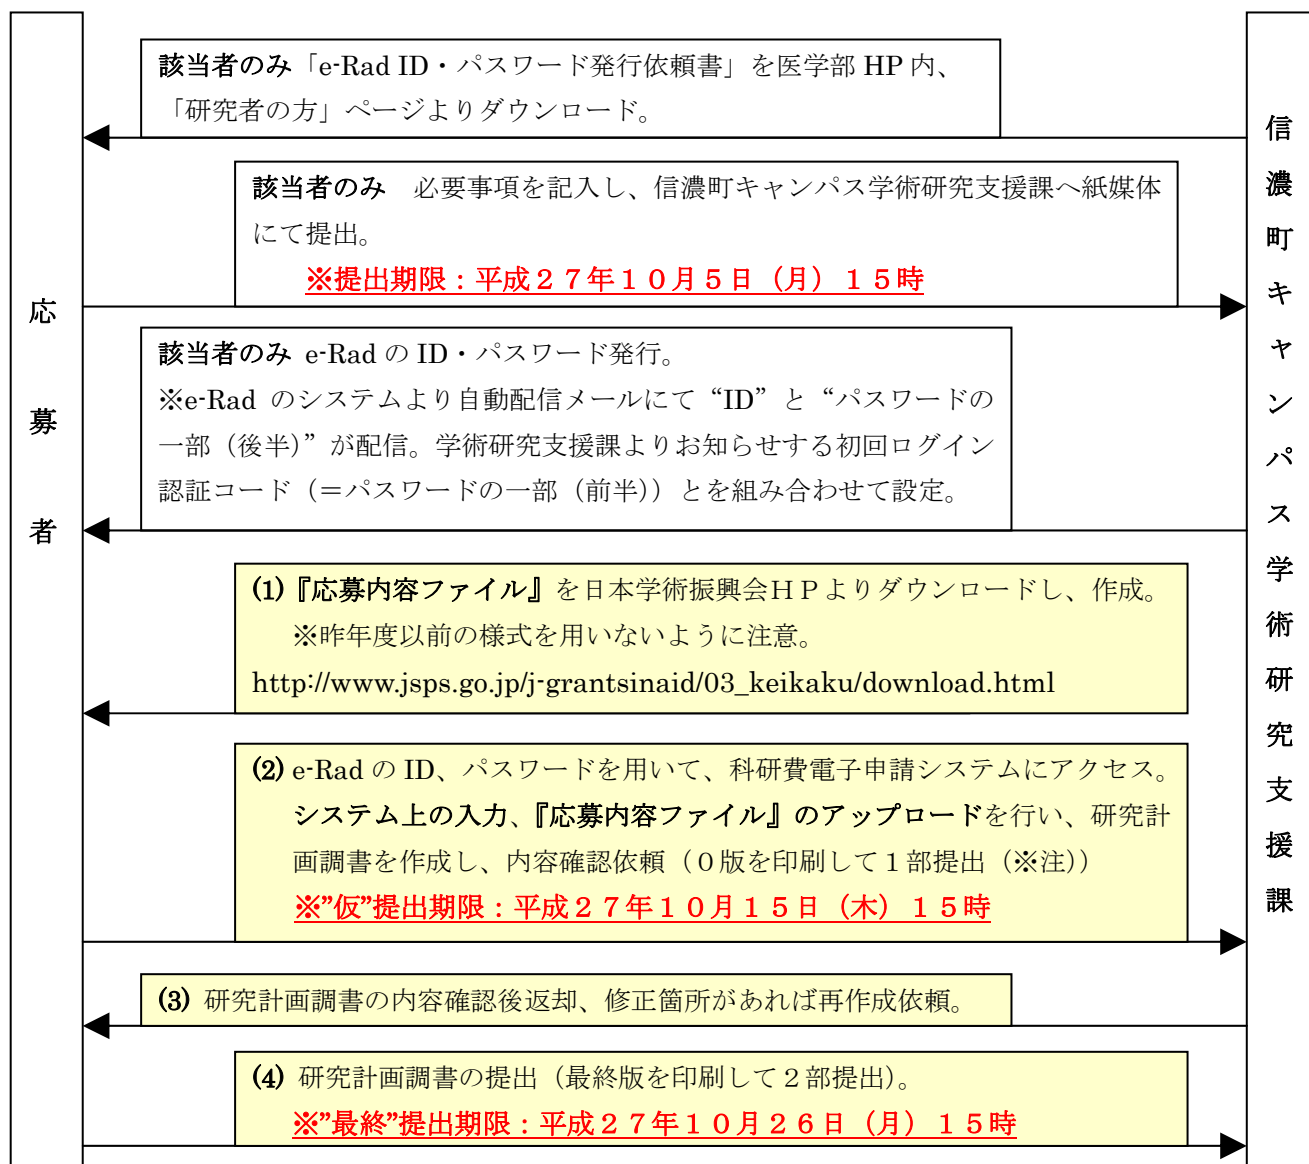 該当者のみ「e-Rad ID・パスワード発行依頼書」を医学部 HP 内、
「研究者の方」ページよりダウンロード。
該当者のみ　必要事項を記入し、信濃町キャンパス学術研究支援課へ紙媒体
にて提出。
※提出期限：平成２７年１０月５日（月）１５時
該当者のみ e-Rad の ID・パスワード発行。
※e-Rad のシステムより自動配信メールにて“ID”と“パスワードの
一部（後半）”が配信。学術研究支援課よりお知らせする初回ログイン
認証コード（＝パスワードの一部（前半））とを組み合わせて設定。
(1)『応募内容ファイル』を日本学術振興会ＨＰよりダウンロードし、作成。
※昨年度以前の様式を用いないように注意。
http://www.jsps.go.jp/j-grantsinaid/03_keikaku/download.html
(2) e-Rad の ID、パスワードを用いて、科研費電子申請システムにアクセス。
システム上の入力、『応募内容ファイル』のアップロードを行い、研究計
画調書を作成し、内容確認依頼（０版を印刷して１部提出（※注））
※”仮”提出期限：平成２７年１０月１５日（木）１５時
(3) 研究計画調書の内容確認後返却、修正箇所があれば再作成依頼。
(4) 研究計画調書の提出（最終版を印刷して２部提出）。
※”最終”提出期限：平成２７年１０月２６日（月）１５時
応募者
信濃町キャンパス学術研究支援課